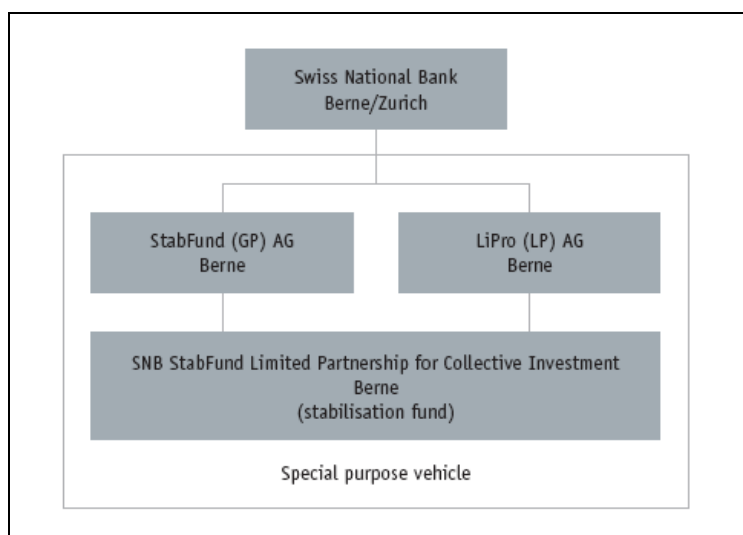 Swiss National Bank
Berne/Zurich
StabFund (GP) AG
Berne
LiPro (LP) AG
Berne
SNB StabFund Limited Partnership for Collective Investment
Berne
(stabilisation fund)
Special purpose vehicle